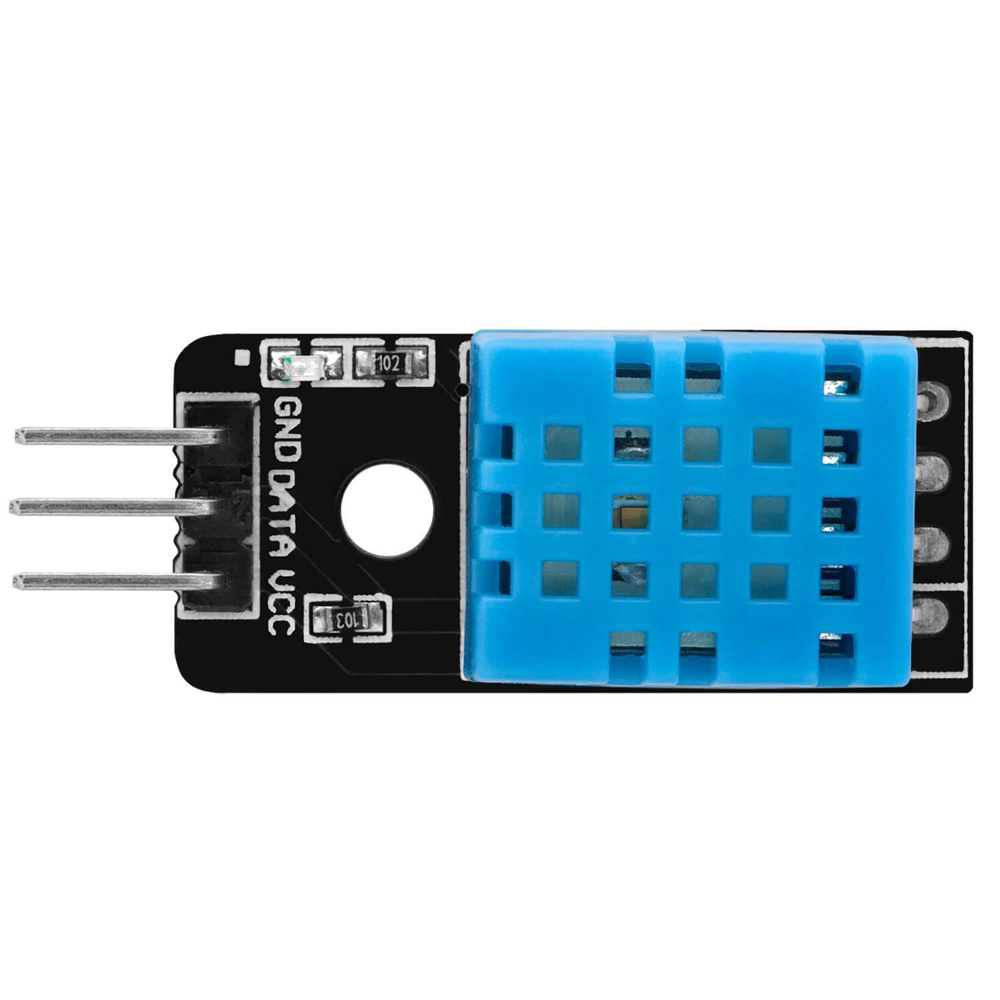 102
GND
DATA
VCC
103